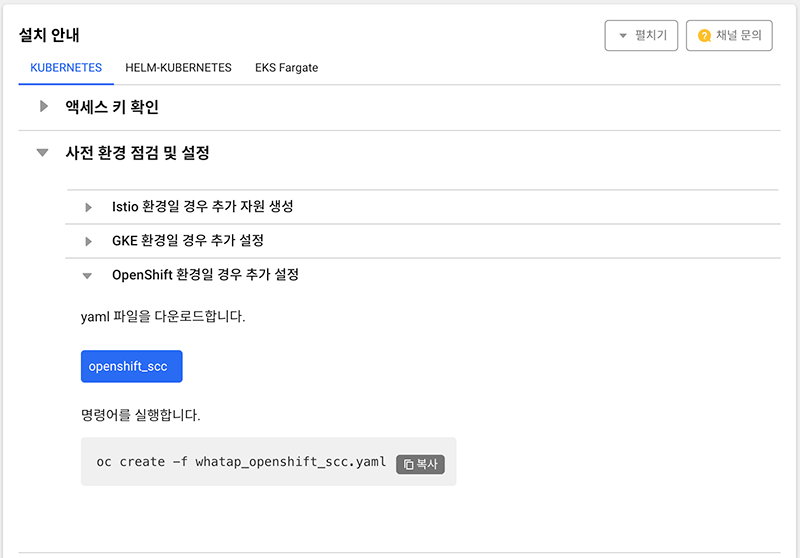 설치 안내
펼치기
채널 문의
KUBERNETES HELM-KUBERNETES EKS Fargate
액세스 키 확인
사전 환경 점검 및 설정
Istio 환경일 경우 추가 자원 생성
GKE 환경일 경우 추가 설정
OpenShift 환경일 경우 추가 설정
yaml 파일을 다운로드합니다.
openshift_scc
명령어를 실행합니다.
oc create -f whatap_openshift_scc.yaml 복사